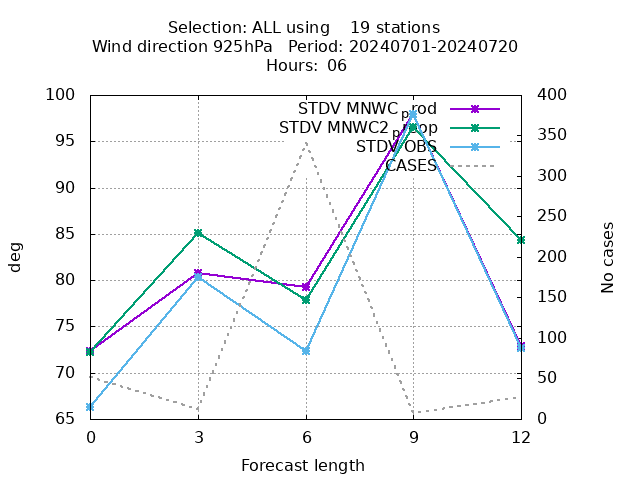 Selection: ALL using    19 stations
Wind direction 925hPa   Period: 20240701-20240720
Hours:  06
100
95
90
85
80
75
70
65
400
350
300
250
200
150
100
50
0
STDV MNWC_prod
STDV MNWC2_preop
STDV OBS
CASES
deg
No cases
0 3 6 9 12
Forecast length